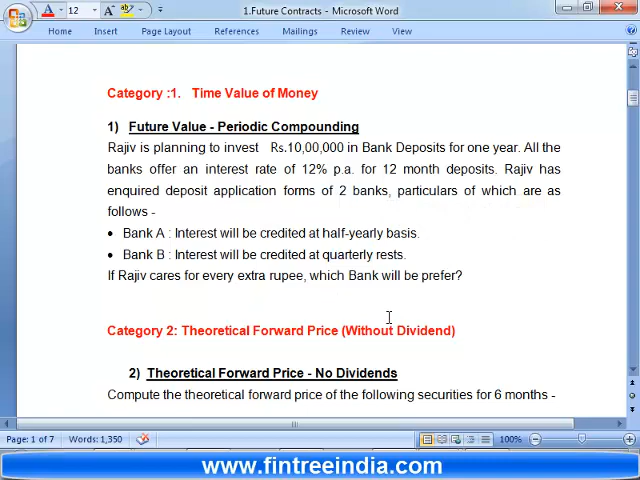 1.Future Contracts - Microsoft Word
A 12 A ab
Home Insert Page Layout References Mailings Review View
Category :1. Time Value of Money
1) Future Value - Periodic Compounding
Rajiv is planning to invest Rs.10,00,000 in Bank Deposits for one year. All the
banks offer an interest rate of 12% p.a. for 12 month deposits. Rajiv has
enquired deposit application forms of 2 banks, particulars of which are as
follows -
• Bank A : Interest will be credited at half-yearly basis.
• Bank B : Interest will be credited at quarterly rests.
If Rajiv cares for every extra rupee, which Bank will be prefer?
Category 2: Theoretical Forward Price (Without Dividend)
2) Theoretical Forward Price - No Dividends
Compute the theoretical forward price of the following securities for 6 months -
Page: 1 of 7 Words: 1,350 100%
www.fintreeindia.com